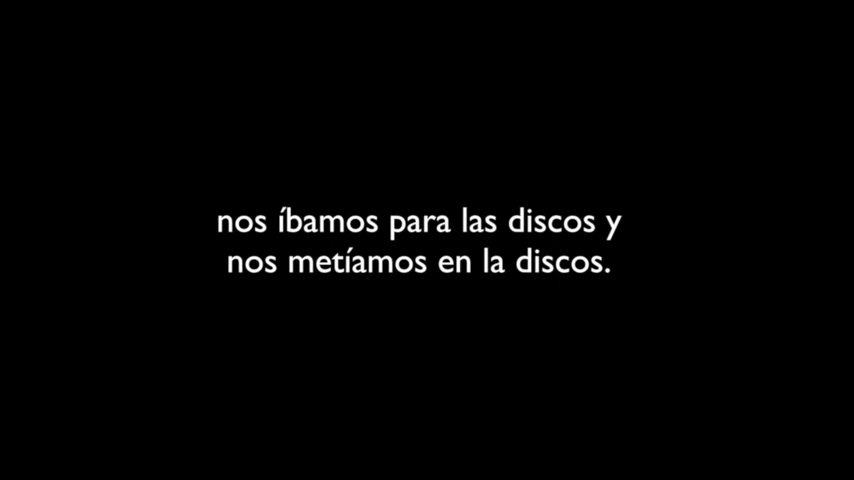 nos íbamos para las discos y
nos metíamos en la discos.